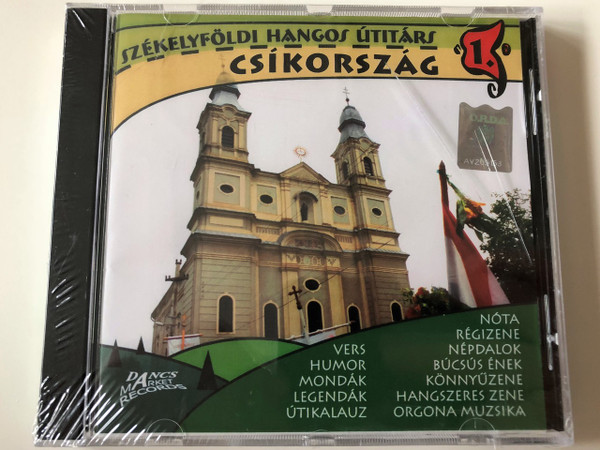 SZÉKELYFÖLDI HANGOS ÚTITÁRS
1.
CSÍKORSZÁG
VERS
HUMOR
MONDÁK
LEGENDÁK
ÚTIKALAUZ
NÓTA
RÉGIZENE
NÉPDALOK
BÚCSÚS ÉNEK
KÖNNYŰZENE
HANGSZERES ZENE
ORGONA MUZSIKA
DANCS
MARKET
RECORDS